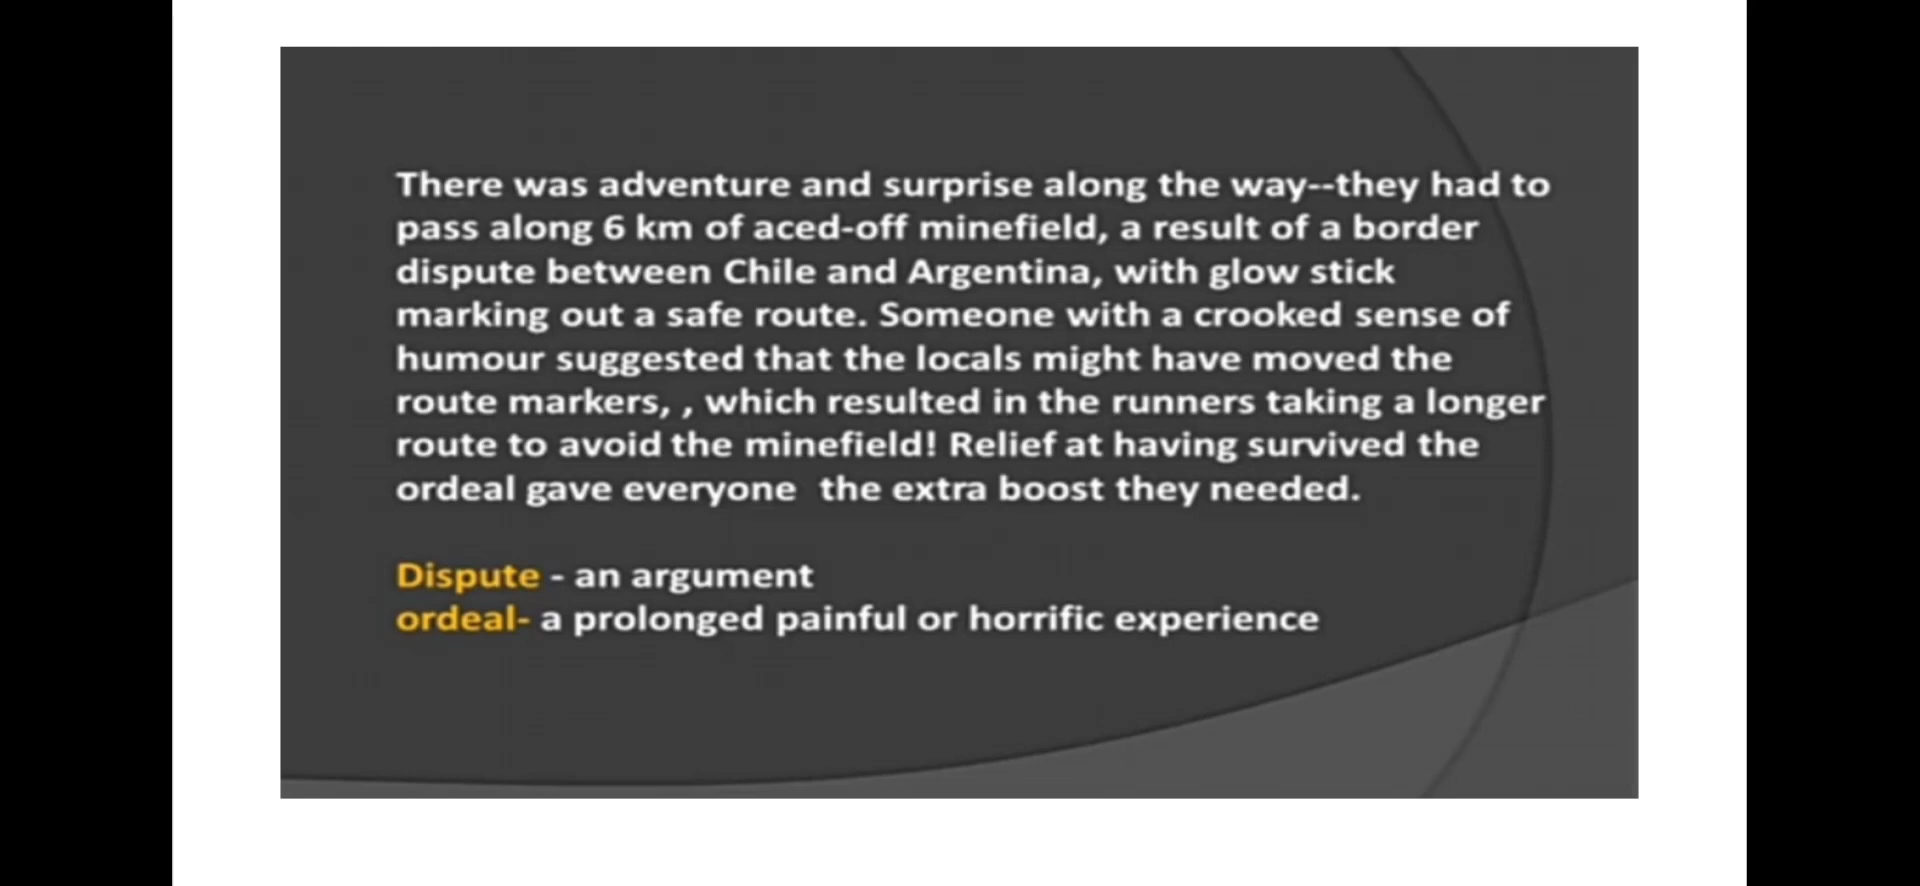 There was adventure and surprise along the way--they had to
pass along 6 km of aced-off minefield, a result of a border
dispute between Chile and Argentina, with glow stick
marking out a safe route. Someone with a crooked sense of
humour suggested that the locals might have moved the
route markers, , which resulted in the runners taking a longer
route to avoid the minefield! Relief at having survived the
ordeal gave everyone  the extra boost they needed.
Dispute - an argument
ordeal- a prolonged painful or horrific experience